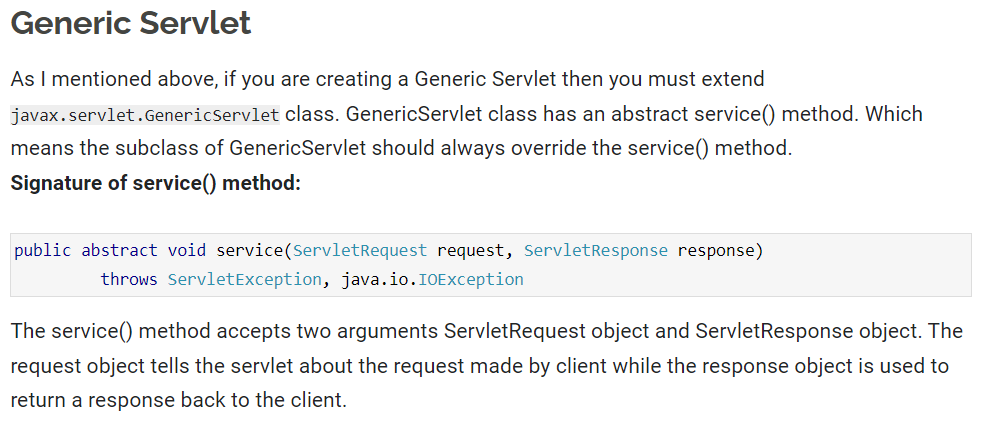 Generic Servlet
As I mentioned above, if you are creating a Generic Servlet then you must extend
javax.servlet.GenericServlet class. GenericServlet class has an abstract service() method. Which
means the subclass of GenericServlet should always override the service() method.
Signature of service() method:
public abstract void service(ServletRequest request, ServletResponse response)
throws ServletException, java.io.IOException
The service() method accepts two arguments ServletRequest object and ServletResponse object. The
request object tells the servlet about the request made by client while the response object is used to
return a response back to the client.